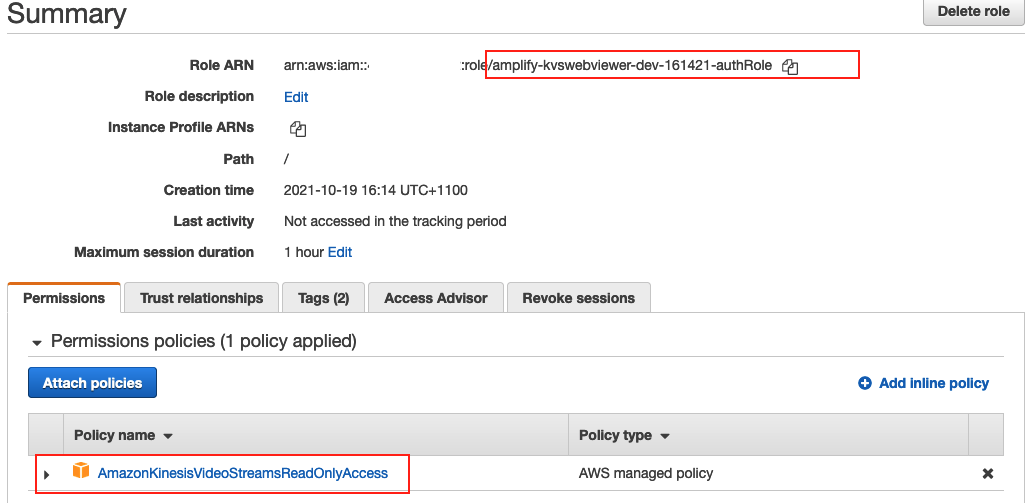 Summary
Delete role
Role ARN arn:aws:iam:: :role/amplify-kvswebviewer-dev-161421-authRole
Role description Edit
Instance Profile ARNs
Path /
Creation time 2021-10-19 16:14 UTC+1100
Last activity Not accessed in the tracking period
Maximum session duration 1 hour Edit
Permissions Trust relationships Tags (2) Access Advisor Revoke sessions
Permissions policies (1 policy applied)
Attach policies Add inline policy
Policy name Policy type
AmazonKinesisVideoStreamsReadOnlyAccess AWS managed policy